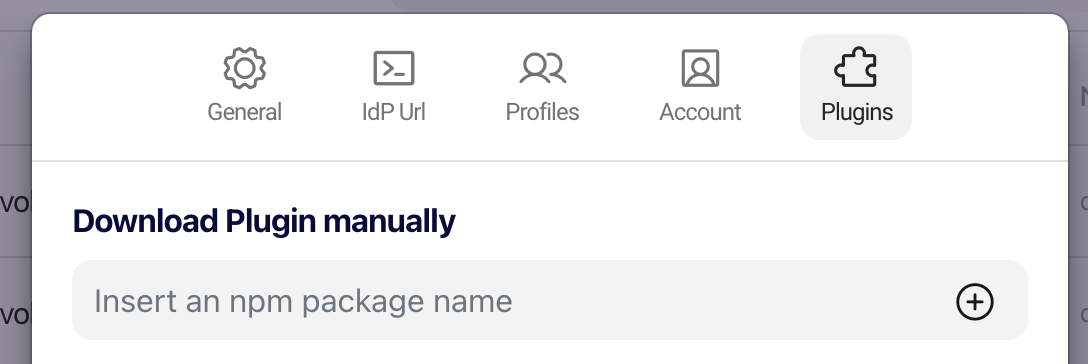 General
IdP Url
Profiles
Account
Plugins
Download Plugin manually
Insert an npm package name